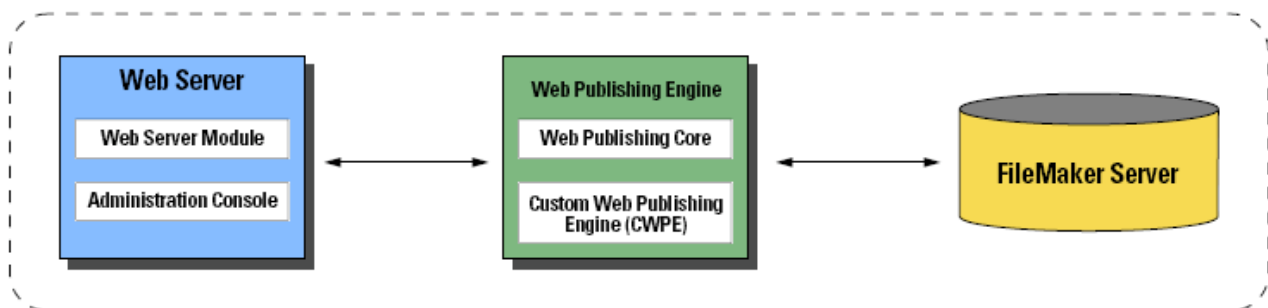 Web Server
Web Server Module
Administration Console
Web Publishing Engine
Web Publishing Core
Custom Web Publishing
Engine (CWPE)
FileMaker Server